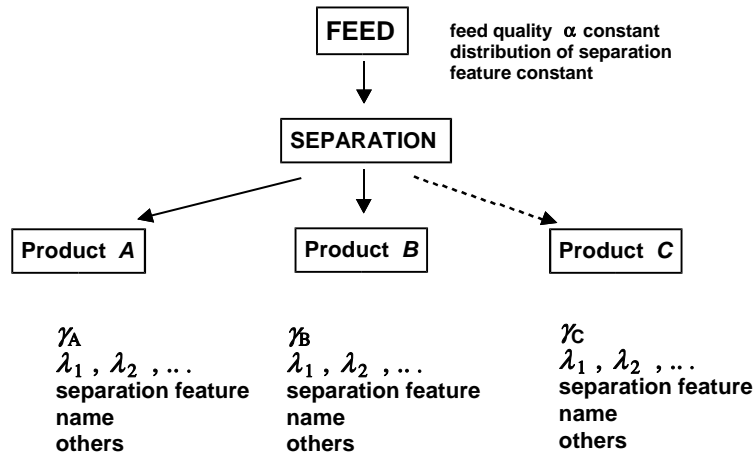 FEED
feed quality α constant
distribution of separation
feature constant
SEPARATION
Product A
Product B
Product C
γA
λ1 , λ2 , ...
separation feature
name
others
γB
λ1 , λ2 , ...
separation feature
name
others
γC
λ1 , λ2 , ...
separation feature
name
others